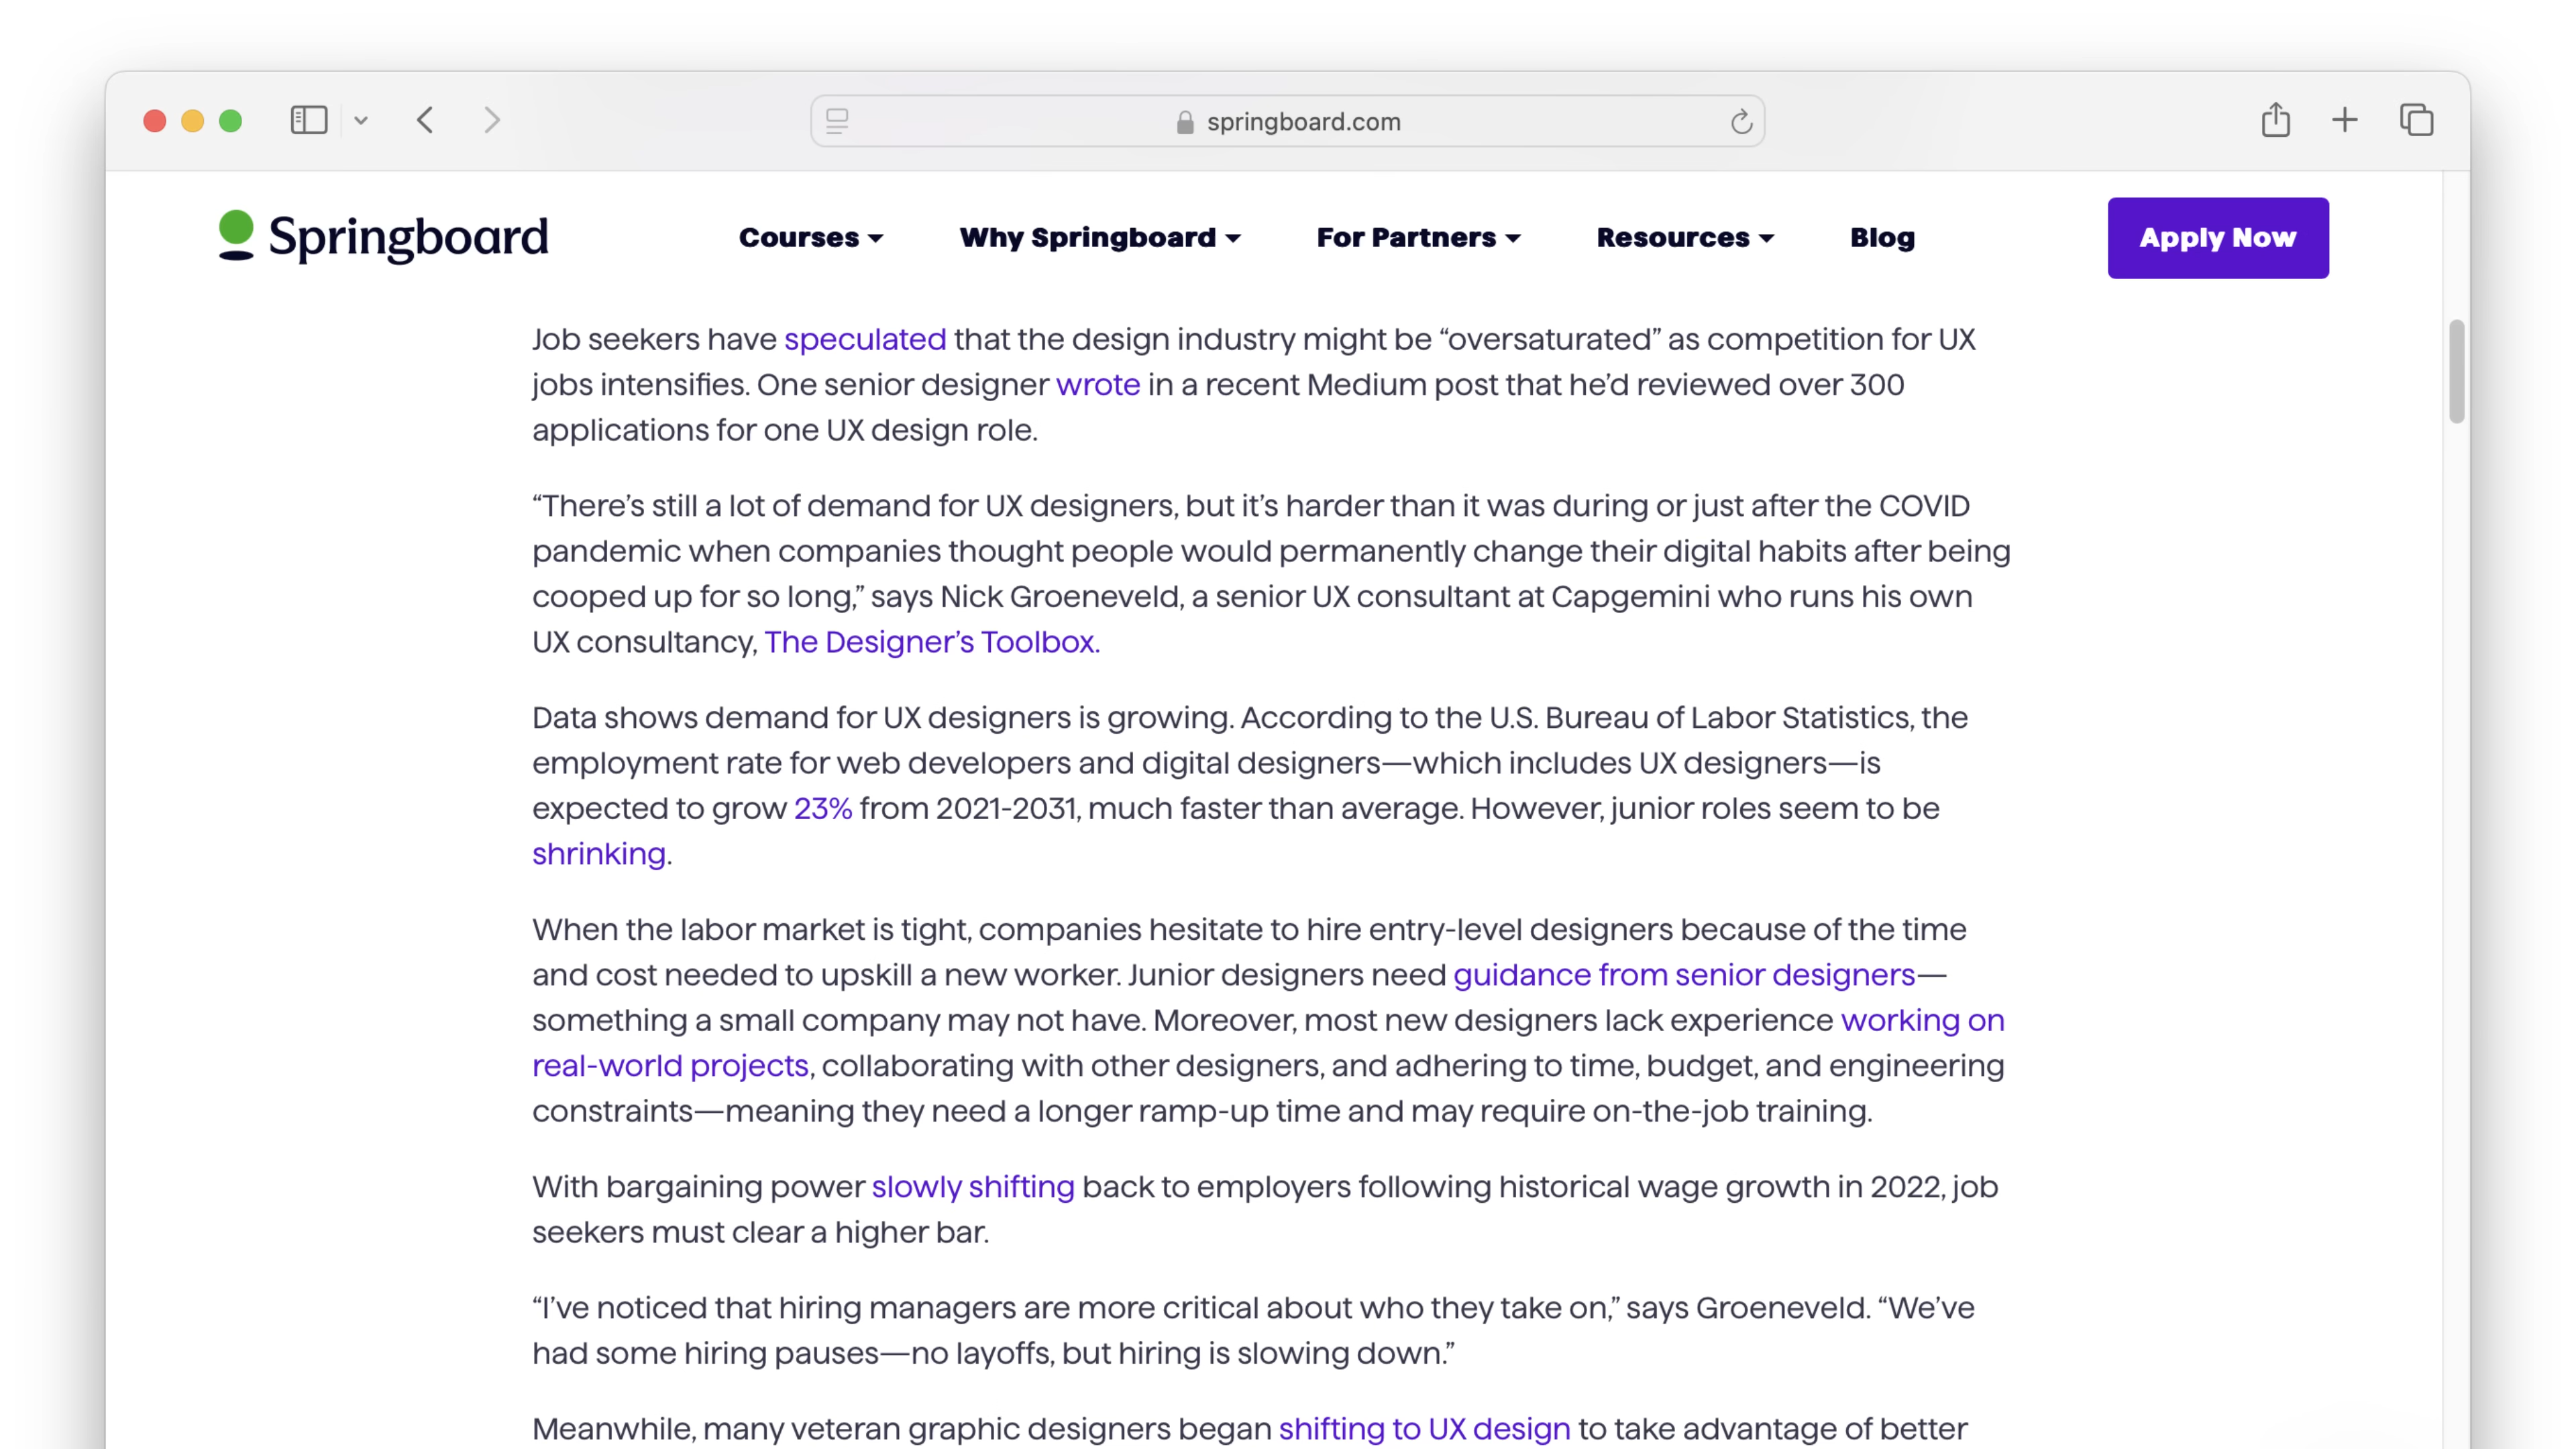 springboard.com
Springboard
Courses
Why Springboard
For Partners
Resources
Blog
Apply Now
Job seekers have speculated that the design industry might be “oversaturated” as competition for UX
jobs intensifies. One senior designer wrote in a recent Medium post that he’d reviewed over 300
applications for one UX design role.
“There’s still a lot of demand for UX designers, but it’s harder than it was during or just after the COVID
pandemic when companies thought people would permanently change their digital habits after being
cooped up for so long,” says Nick Groeneveld, a senior UX consultant at Capgemini who runs his own
UX consultancy, The Designer’s Toolbox.
Data shows demand for UX designers is growing. According to the U.S. Bureau of Labor Statistics, the
employment rate for web developers and digital designers—which includes UX designers—is
expected to grow 23% from 2021-2031, much faster than average. However, junior roles seem to be
shrinking.
When the labor market is tight, companies hesitate to hire entry-level designers because of the time
and cost needed to upskill a new worker. Junior designers need guidance from senior designers—
something a small company may not have. Moreover, most new designers lack experience working on
real-world projects, collaborating with other designers, and adhering to time, budget, and engineering
constraints—meaning they need a longer ramp-up time and may require on-the-job training.
With bargaining power slowly shifting back to employers following historical wage growth in 2022, job
seekers must clear a higher bar.
“I’ve noticed that hiring managers are more critical about who they take on,” says Groeneveld. “We’ve
had some hiring pauses—no layoffs, but hiring is slowing down.”
Meanwhile, many veteran graphic designers began shifting to UX design to take advantage of better